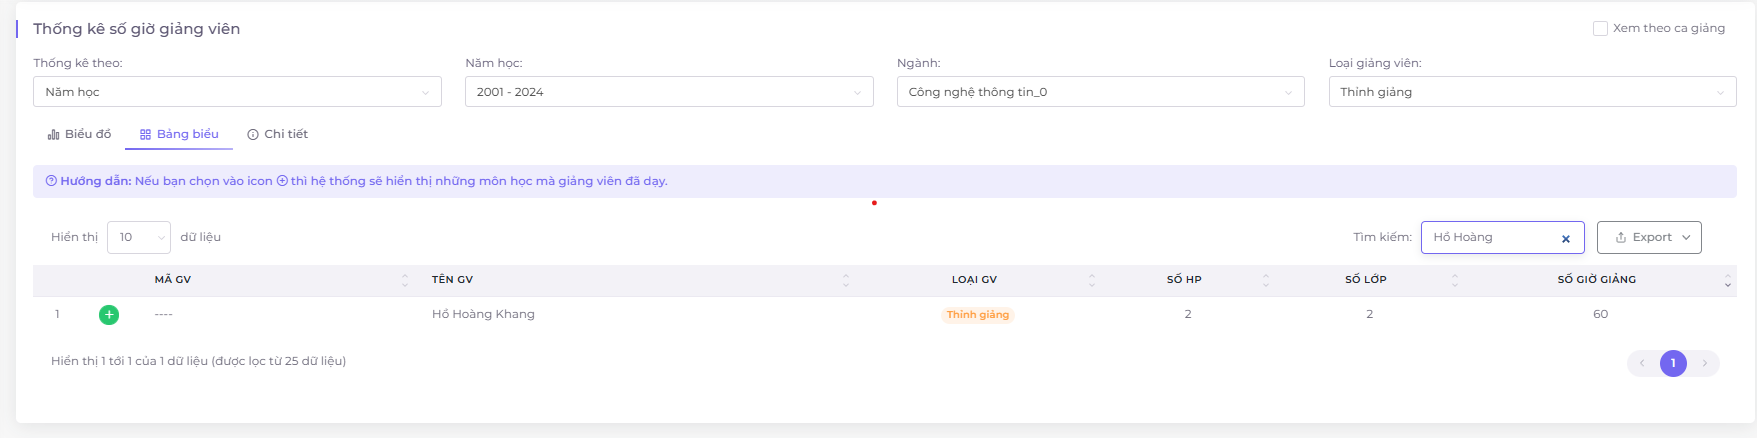 Thống kê số giờ giảng viên
Xem theo ca giảng
Thống kê theo: Năm học: Ngành: Loại giảng viên:
Năm học 2001 - 2024 Công nghệ thông tin_0 Thỉnh giảng
Biểu đồ Bảng biểu Chi tiết
Hướng dẫn: Nếu bạn chọn vào icon thì hệ thống sẽ hiển thị những môn học mà giảng viên đã dạy.
Hiển thị 10 dữ liệu Tìm kiếm: Hồ Hoàng Export
MÃ GV TÊN GV LOẠI GV SỐ HP SỐ LỚP SỐ GIỜ GIẢNG
1 ---- Hồ Hoàng Khang Thỉnh giảng 2 2 60
Hiển thị 1 tới 1 của 1 dữ liệu (được lọc từ 25 dữ liệu) 1